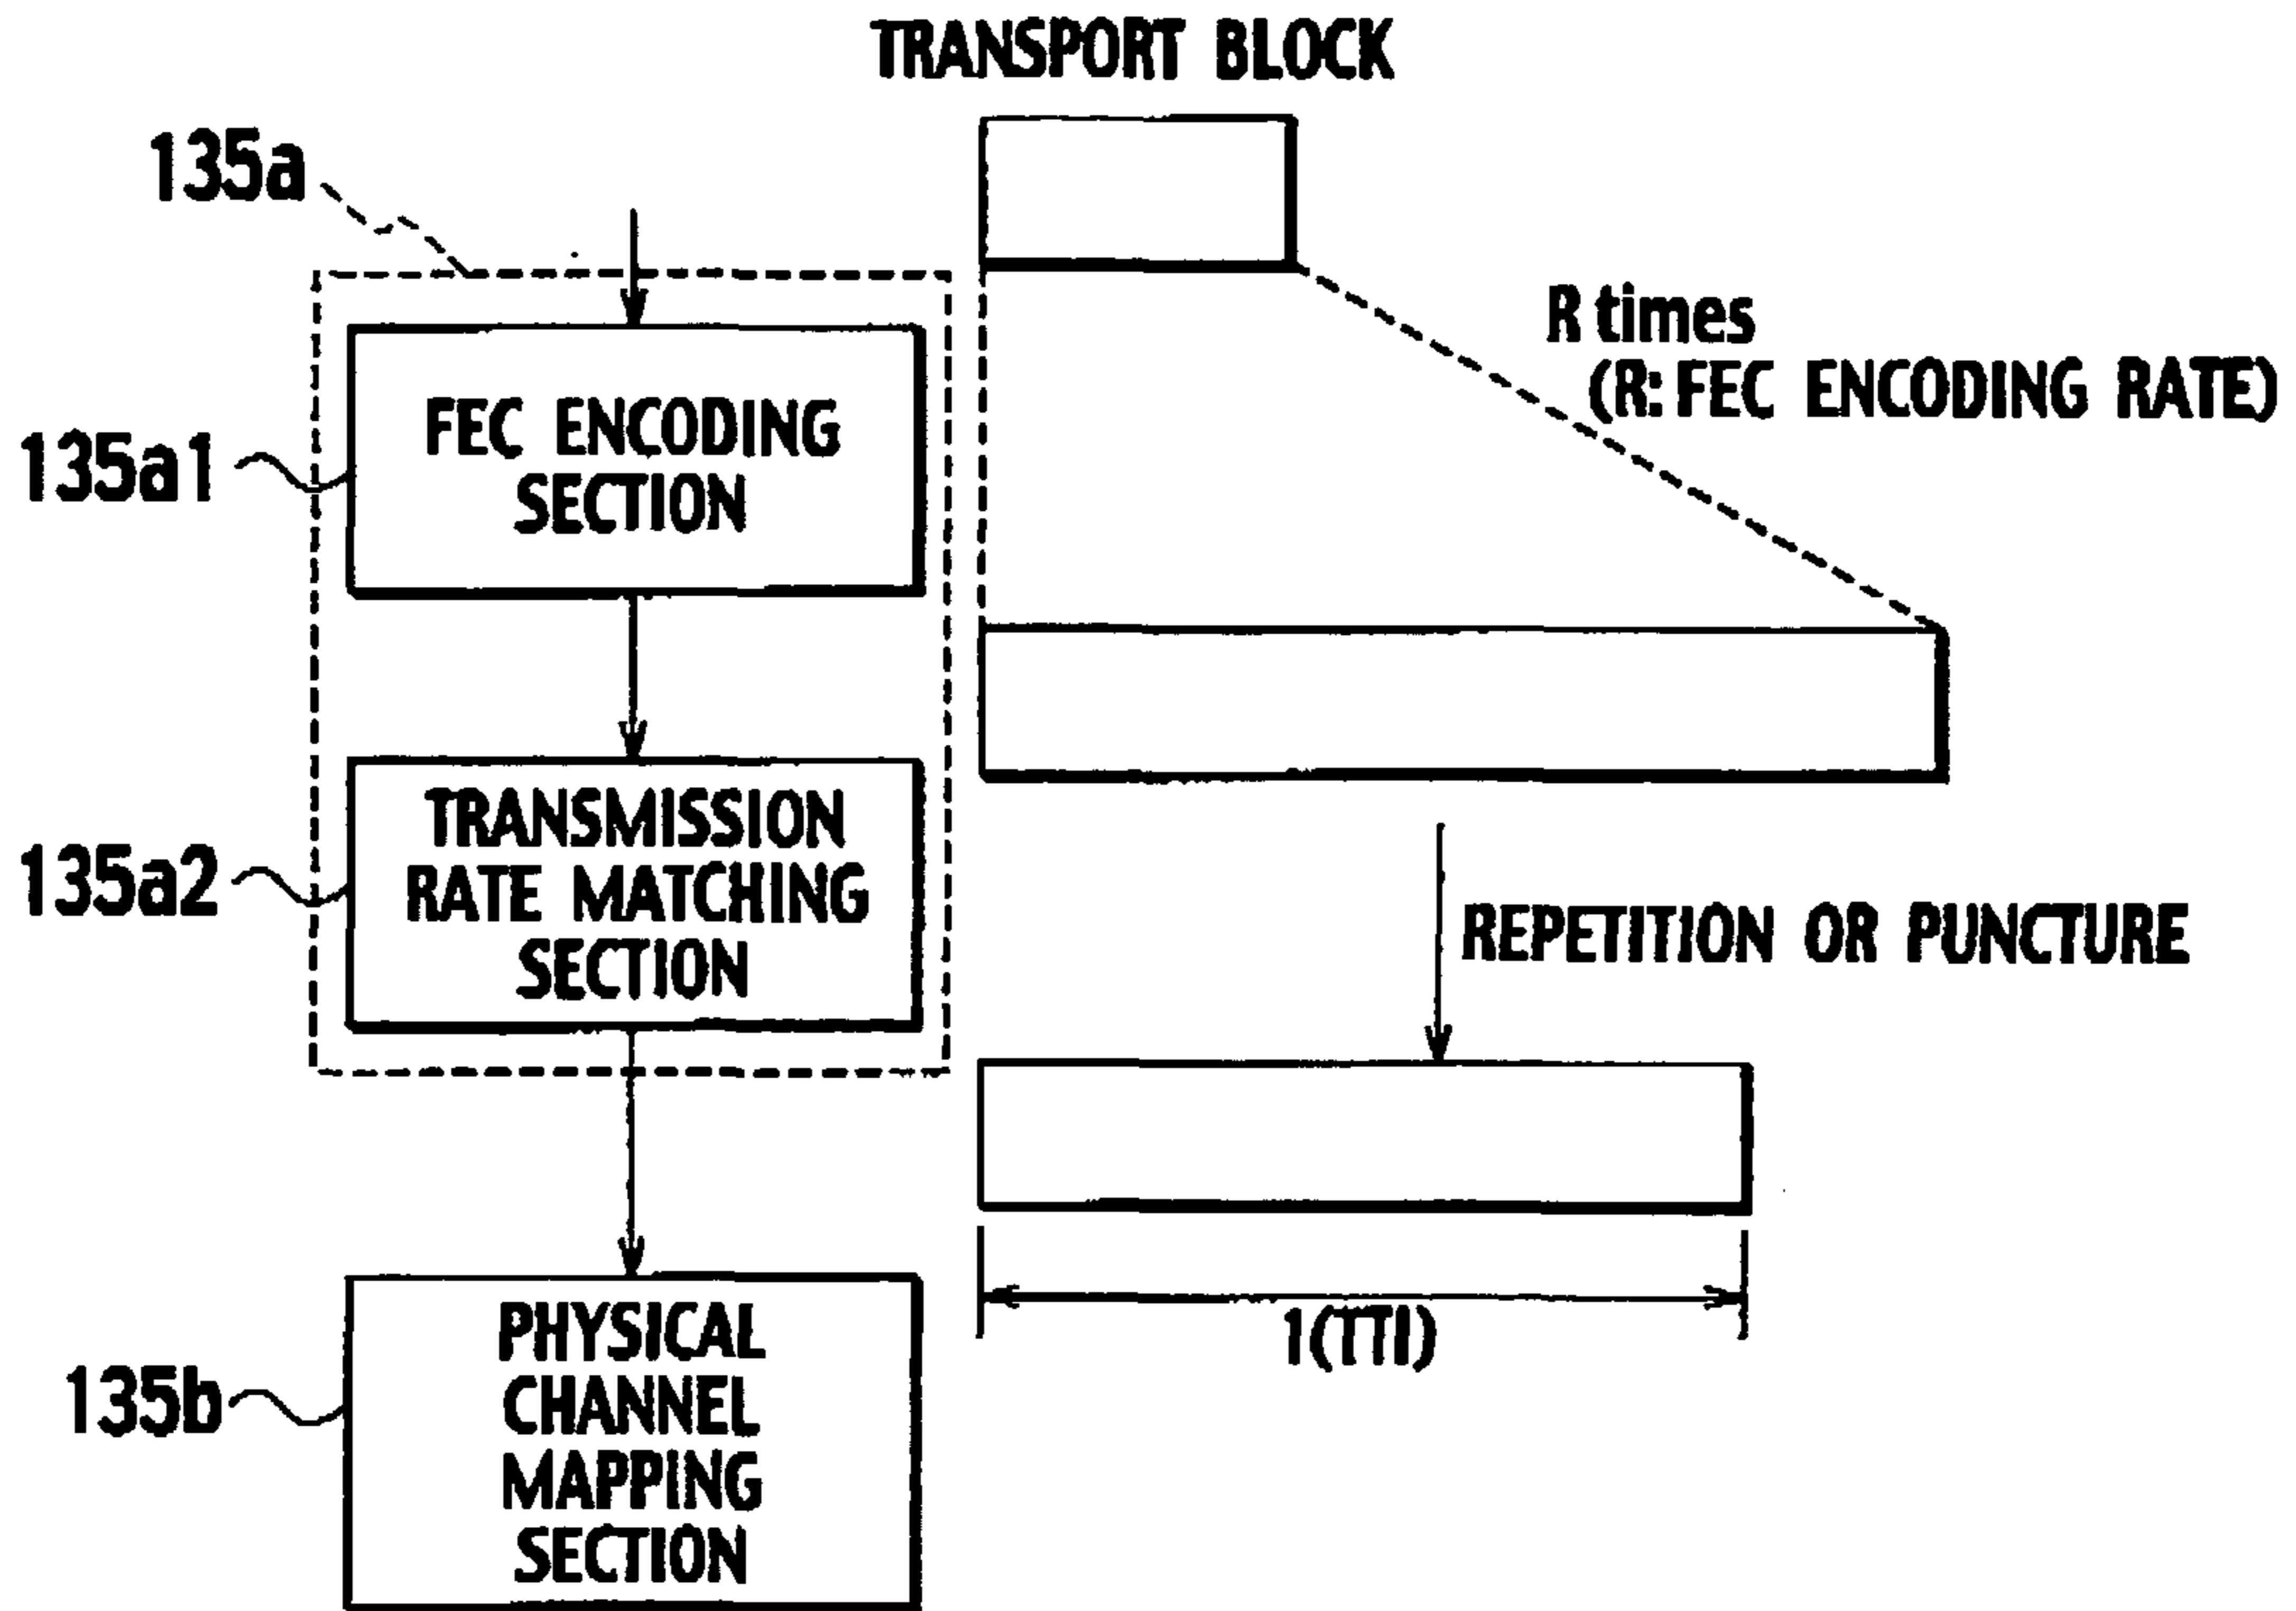 TRANSPORT BLOCK
135a
R times
(R: FEC ENCODING RATE)
135a1
FEC ENCODING
SECTION
135a2
TRANSMISSION
RATE MATCHING
SECTION
REPETITION OR PUNCTURE
1(TTI)
135b
PHYSICAL
CHANNEL
MAPPING
SECTION